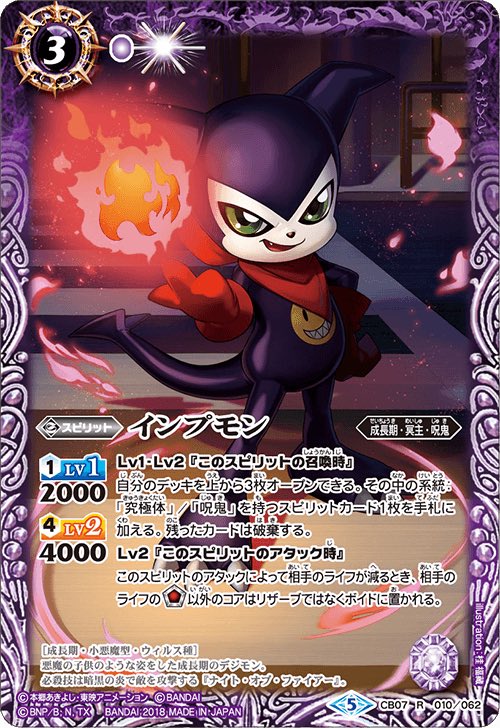 3
スピリット インプモン 成長期・冥主・呪鬼
せいちょうき めいしゅ じゅき
1 LV1 2000
4 LV2 4000
Lv1・Lv2『このスピリットの召喚時』
自分のデッキを上から3枚オープンできる。その中の系統：
「究極体」/「呪鬼」を持つスピリットカード1枚を手札に
加える。残ったカードは破棄する。
Lv2『このスピリットのアタック時』
このスピリットのアタックによって相手のライフが減るとき、相手の
ライフの以外のコアはリザーブではなくボイドに置かれる。
[成長期・小悪魔型・ウィルス種]
悪魔の子供のような姿をした成長期のデジモン。
必殺技は暗黒の炎で敵を攻撃する『ナイト・オブ・ファイアー』。
©本郷あきよし・東映アニメーション ©BANDAI
©BNP/B: N, TX BANDAI 2018 MADE IN JAPAN
5 CB07 R 010/062